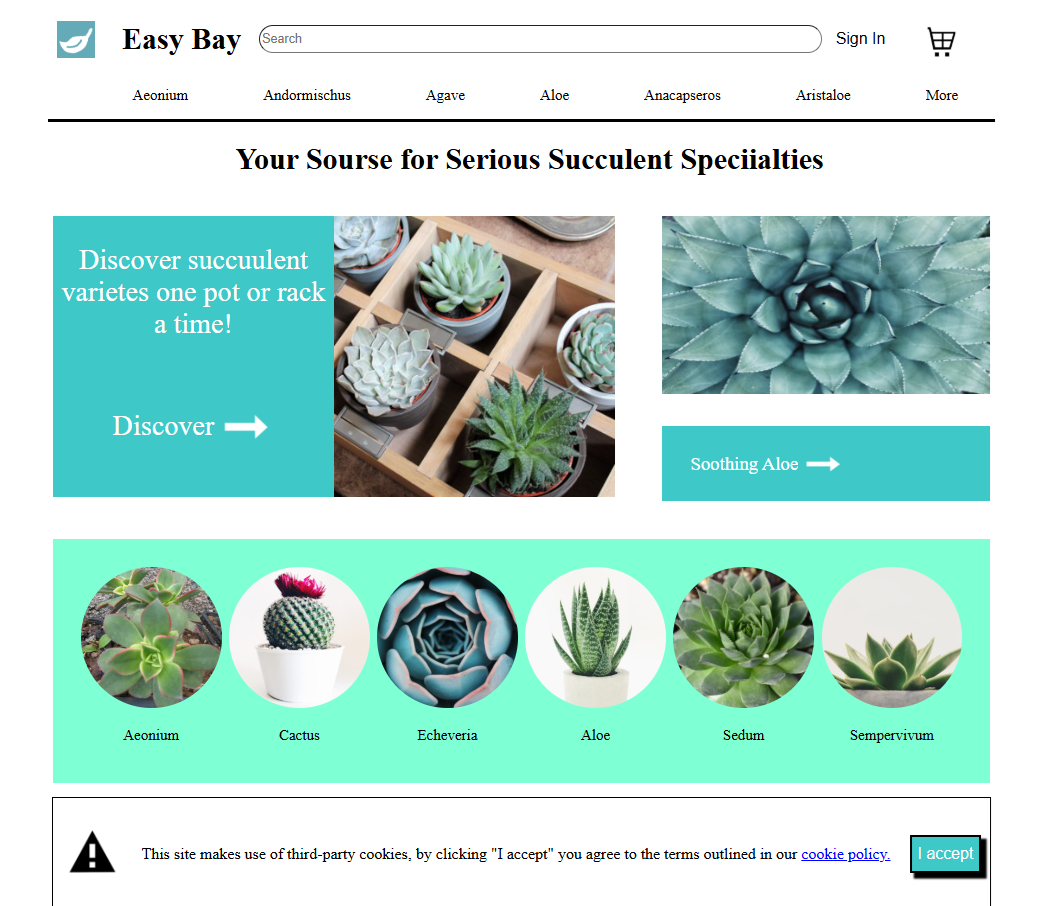 Easy Bay
Search
Sign In
Aeonium
Andormischus
Agave
Aloe
Anacapseros
Aristaloe
More
Your Sourse for Serious Succulent Speciialties
Discover succuulent
varietes one pot or rack
a time!
Discover
Soothing Aloe
Aeonium
Cactus
Echeveria
Aloe
Sedum
Sempervivum
This site makes use of third-party cookies, by clicking "I accept" you agree to the terms outlined in our cookie policy.
I accept